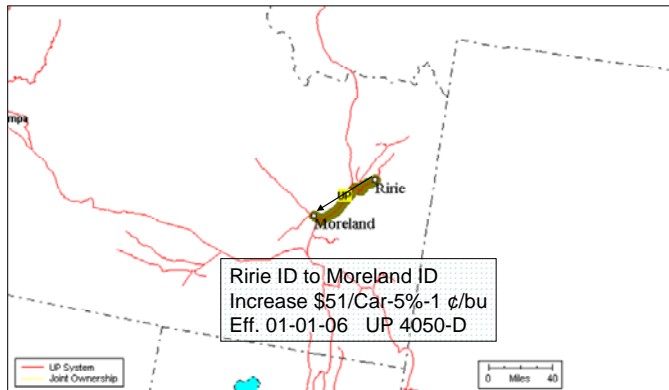 mpa
UP
Ririe
Moreland
Ririe ID to Moreland ID
Increase $51/Car-5%-1 ¢/bu
Eff. 01-01-06 UP 4050-D
UP System
Joint Ownership
0 Miles 40